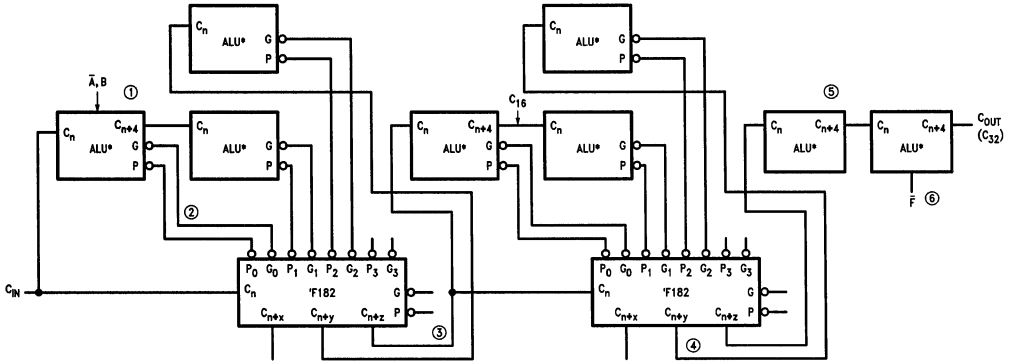 Cn G ALU* P
Cn G ALU* P
Ā, B ①
C16
⑤
Cn Cn+4 ALU* G P
Cn ALU*
Cn Cn+4 ALU* G P
Cn ALU*
Cn Cn+4 ALU*
Cn Cn+4 ALU*
COUT
(C32)
②
F̄ ⑥
P0 G0 P1 G1 P2 G2 P3 G3
P0 G0 P1 G1 P2 G2 P3 G3
CIN
Cn 'F182 G
Cn 'F182 G
Cn+x Cn+y Cn+z P
Cn+x Cn+y Cn+z P
③
④